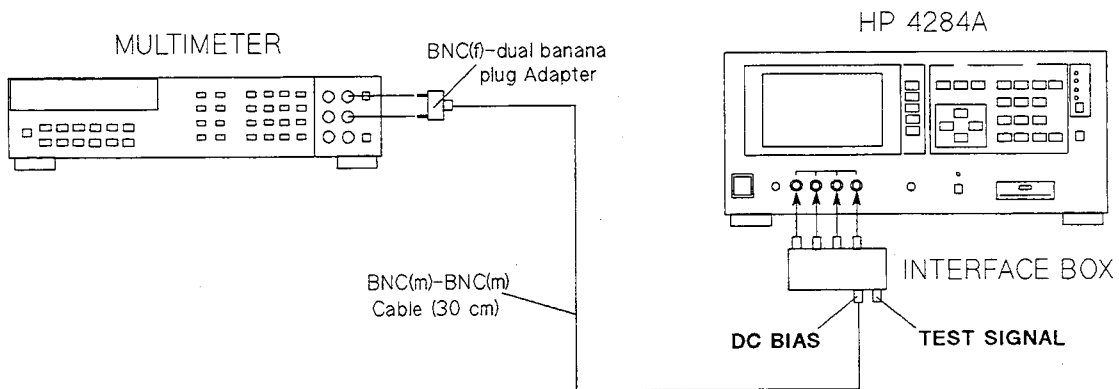 HP 4284A
MULTIMETER
BNC(f)-dual banana
plug Adapter
BNC(m)-BNC(m)
Cable (30 cm)
INTERFACE BOX
DC BIAS
TEST SIGNAL